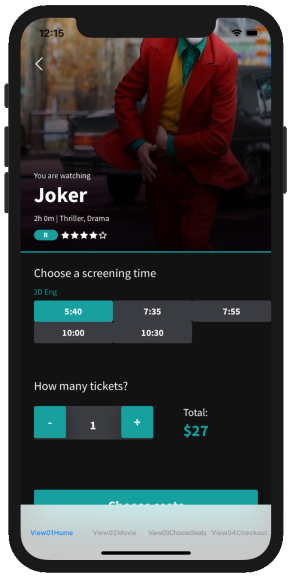 12:15
You are watching
Joker
2h 0m | Thriller, Drama
R
Choose a screening time
2D Eng
5:40 7:35 7:55
10:00 10:30
How many tickets?
Total:
- 1 + $27
Choose seats
View01Home View02Movie View03ChooseSeats View04Checkout